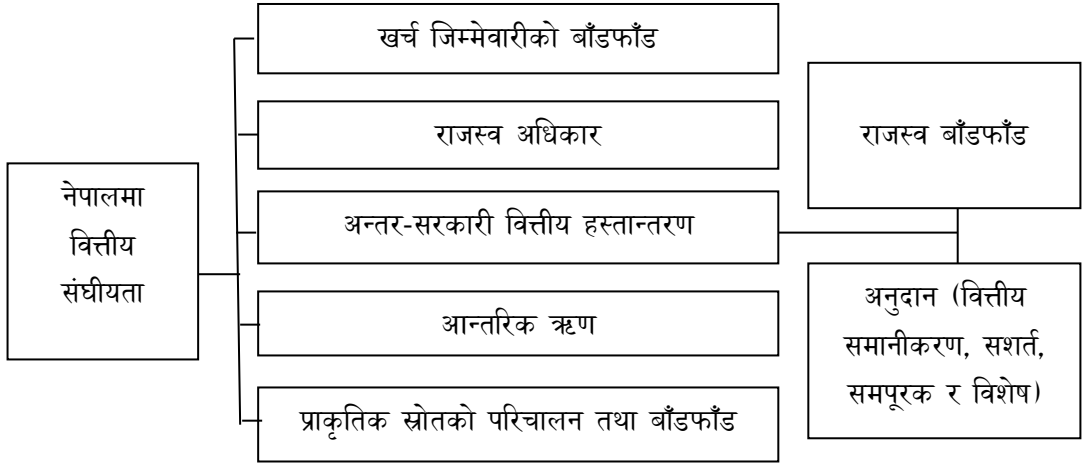 नेपालमा
वित्तीय
संघीयता
खर्च जिम्मेवारीको बाँडफाँड
राजस्व अधिकार
अन्तर-सरकारी वित्तीय हस्तान्तरण
आन्तरिक ऋण
प्राकृतिक स्रोतको परिचालन तथा बाँडफाँड
राजस्व बाँडफाँड
अनुदान (वित्तीय
समानीकरण, सशर्त,
समपूरक र विशेष)